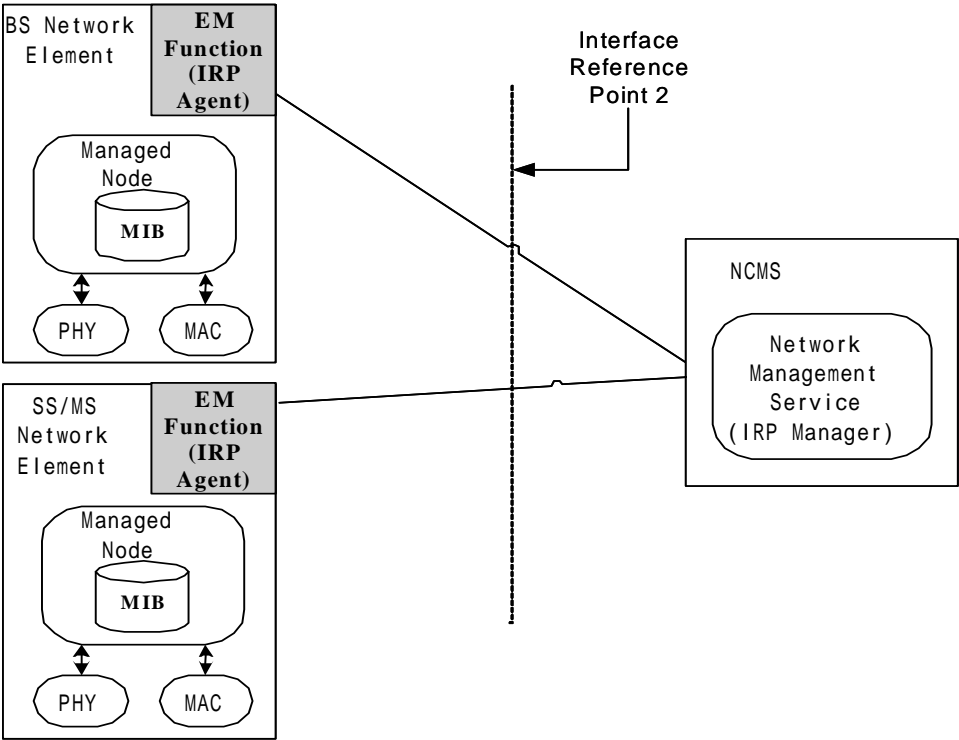 BS Network
Element
EM
Function
(IRP
Agent)
Managed
Node
MIB
PHY
MAC
Interface
Reference
Point 2
NCMS
Network
Management
Service
(IRP Manager)
SS/MS
Network
Element
EM
Function
(IRP
Agent)
Managed
Node
MIB
PHY
MAC